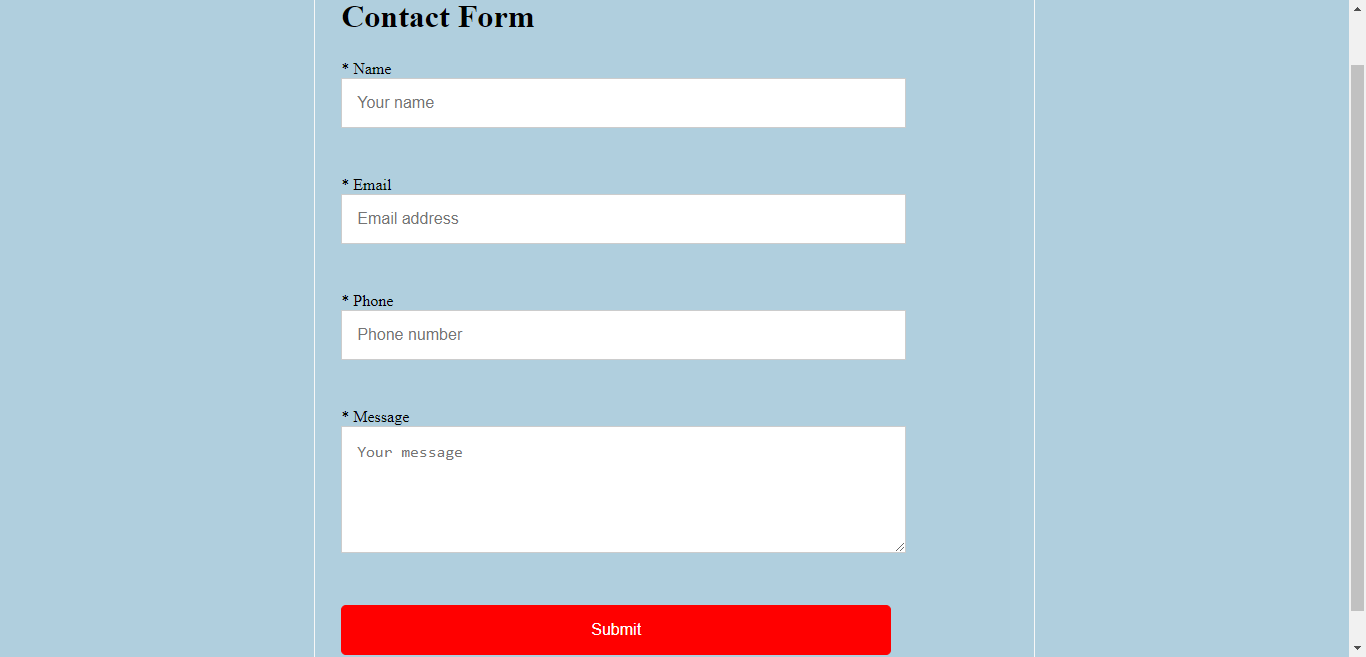 Contact Form
* Name
Your name
* Email
Email address
* Phone
Phone number
* Message
Your message
Submit